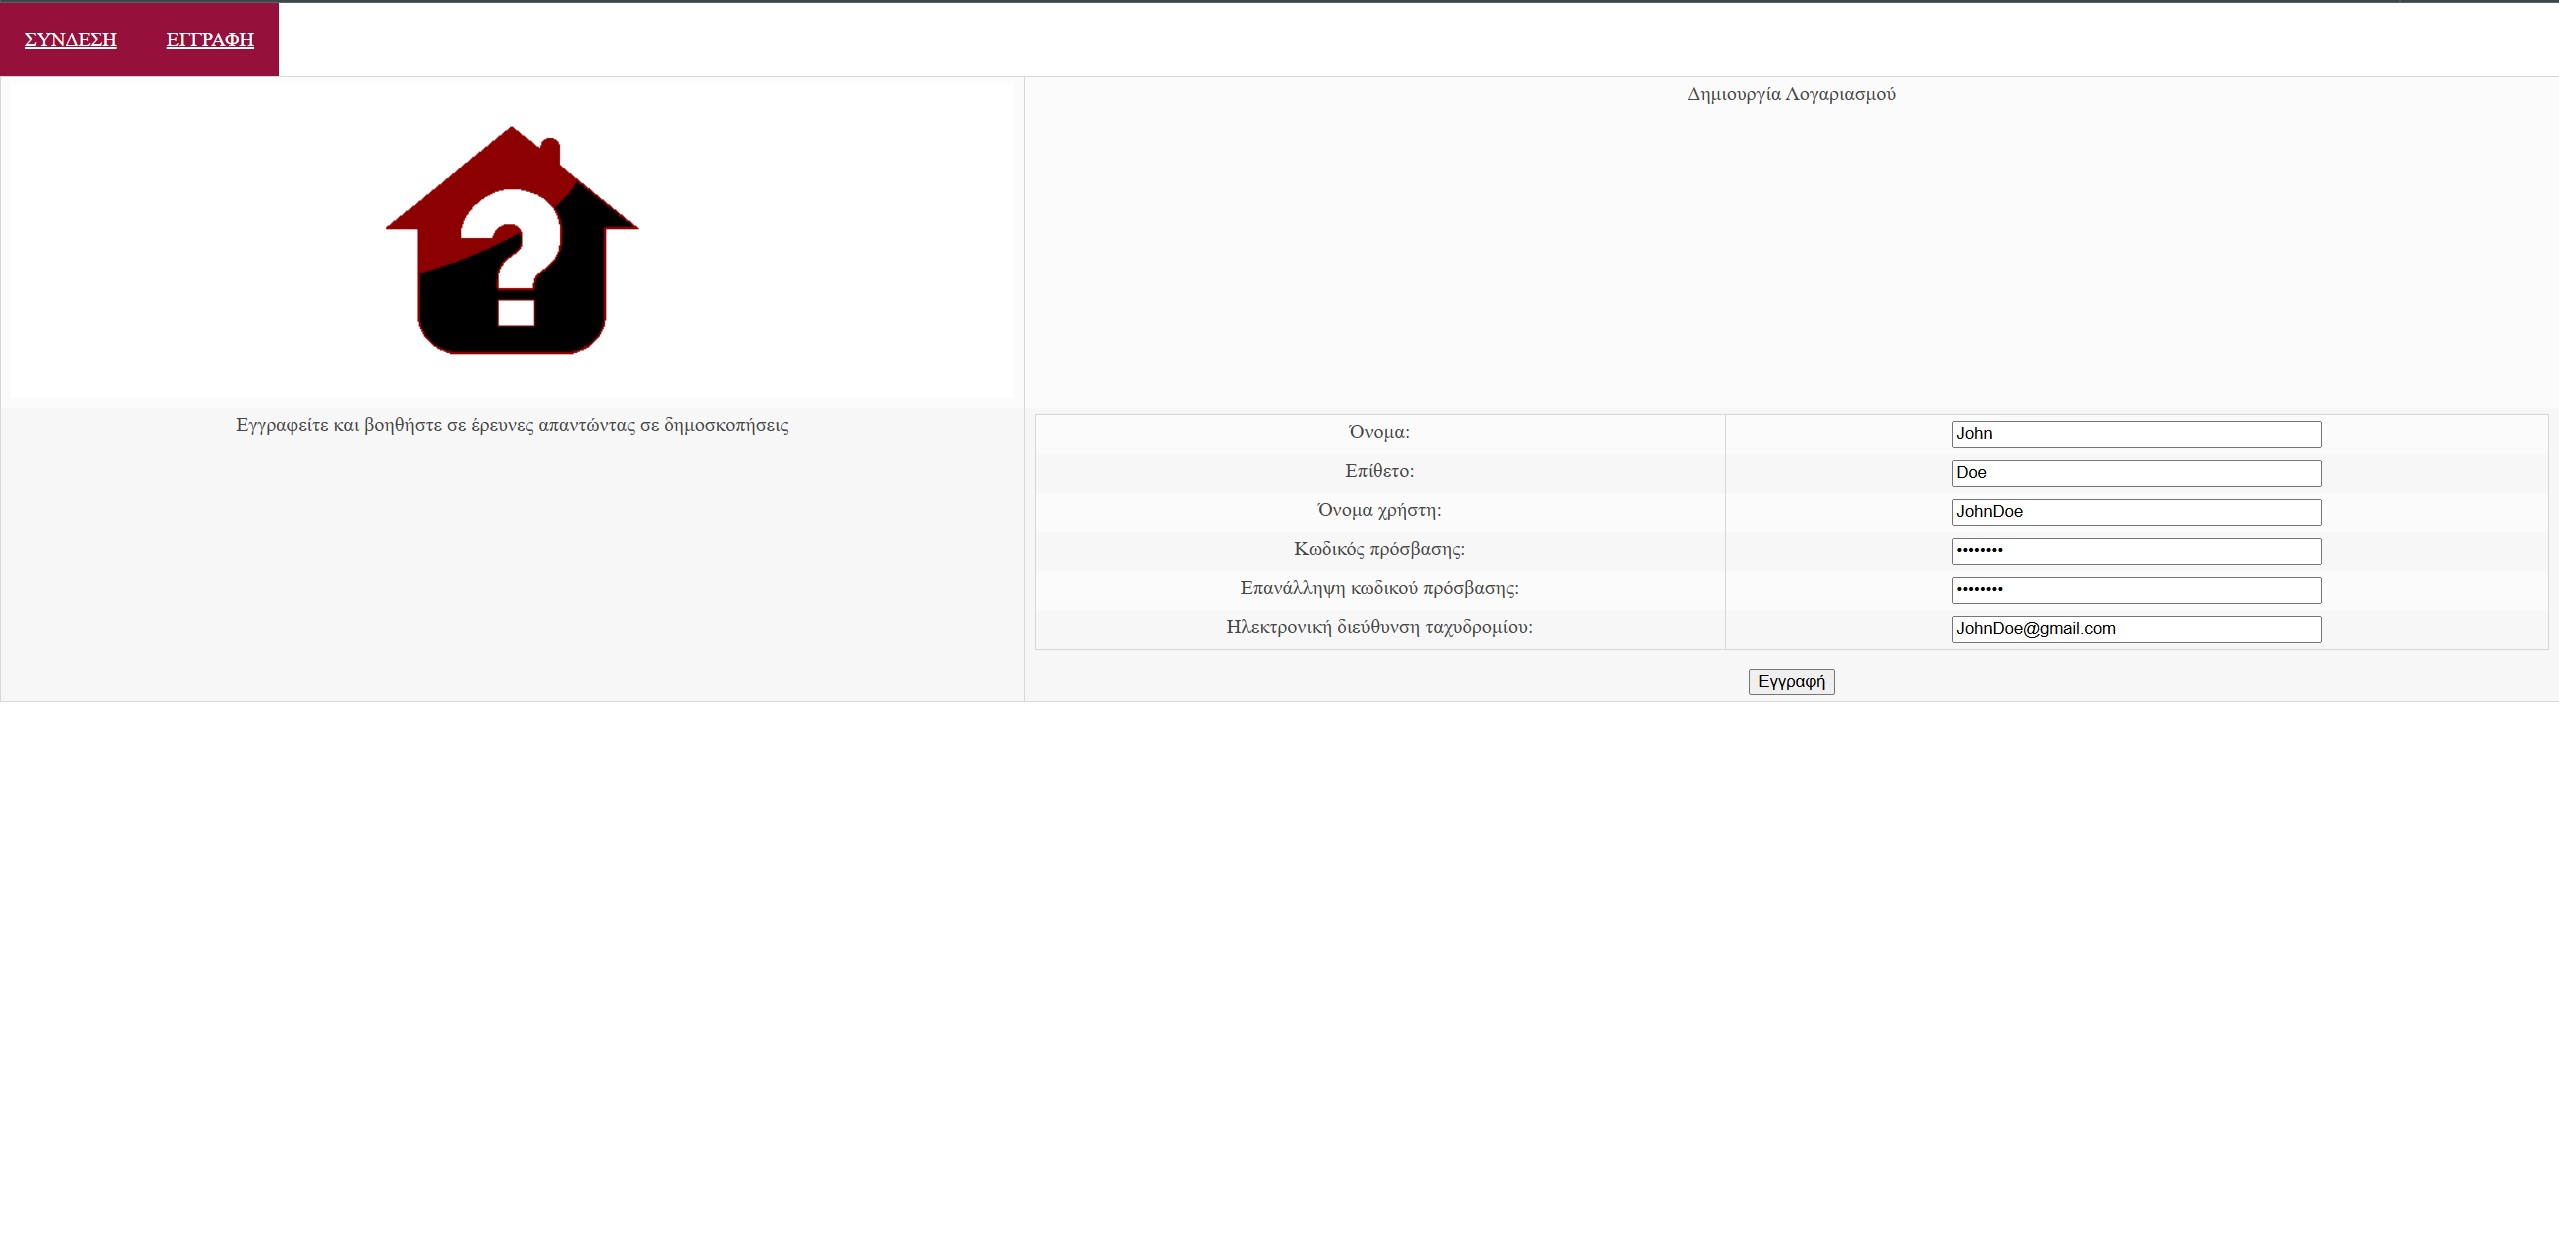 ΣΥΝΔΕΣΗ ΕΓΓΡΑΦΗ
Δημιουργία Λογαριασμού
?
Εγγραφείτε και βοηθήστε σε έρευνες απαντώντας σε δημοσκοπήσεις
Όνομα: John
Επίθετο: Doe
Όνομα χρήστη: JohnDoe
Κωδικός πρόσβασης: ••••••••
Επανάλληψη κωδικού πρόσβασης: ••••••••
Ηλεκτρονική διεύθυνση ταχυδρομίου: JohnDoe@gmail.com
Εγγραφή